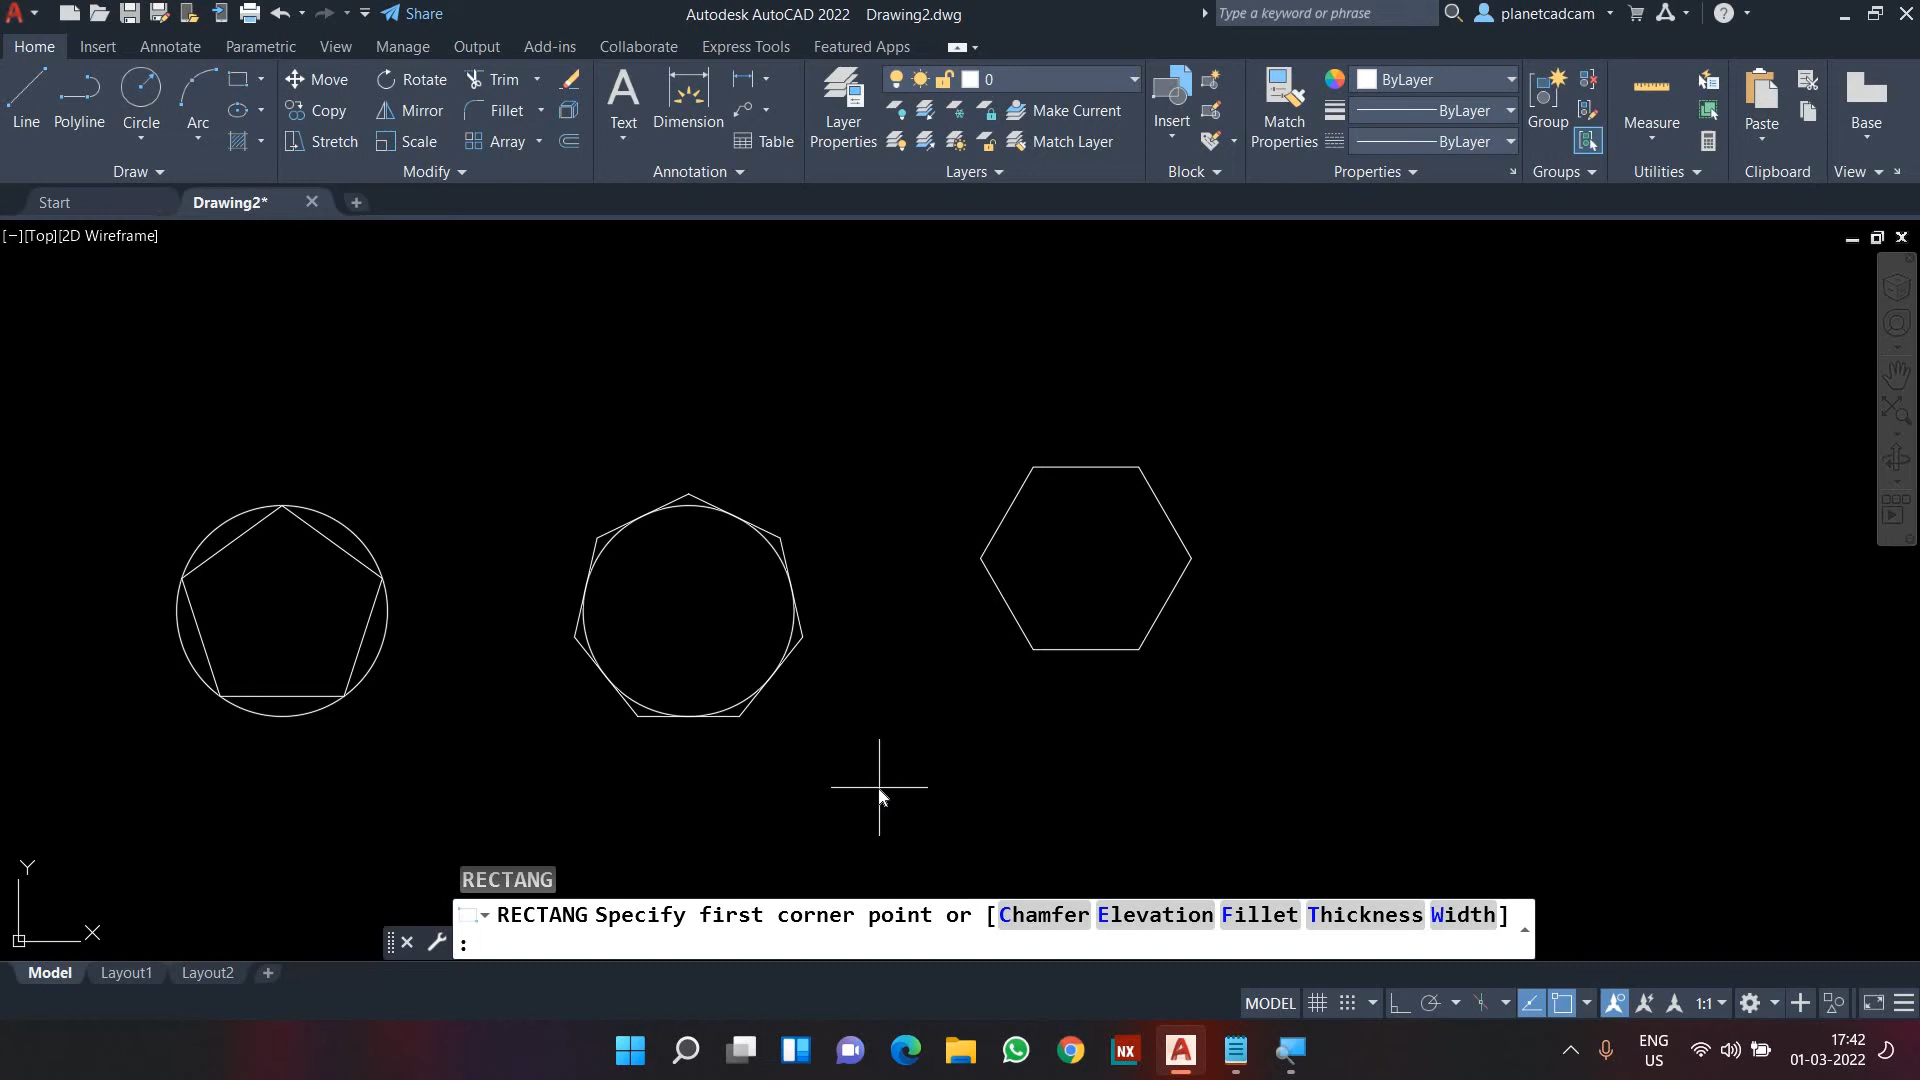 Share
Autodesk AutoCAD 2022 Drawing2.dwg
Type a keyword or phrase
planetcadcam
Home Insert Annotate Parametric View Manage Output Add-ins Collaborate Express Tools Featured Apps
Line Polyline Circle Arc
Move Rotate Trim
Copy Mirror Fillet
Stretch Scale Array
Text Dimension
Table
Layer Properties
0
Make Current
Match Layer
Insert
Match Properties
ByLayer
ByLayer
ByLayer
Group
Measure
Paste
Base
Draw Modify Annotation Layers Block Properties Groups Utilities Clipboard View
Start Drawing2*
[−][Top][2D Wireframe]
Y
X
RECTANG
RECTANG Specify first corner point or [Chamfer Elevation Fillet Thickness Width]
:
Model Layout1 Layout2
MODEL 1:1
NX
A
ENG
US
17:42
01-03-2022